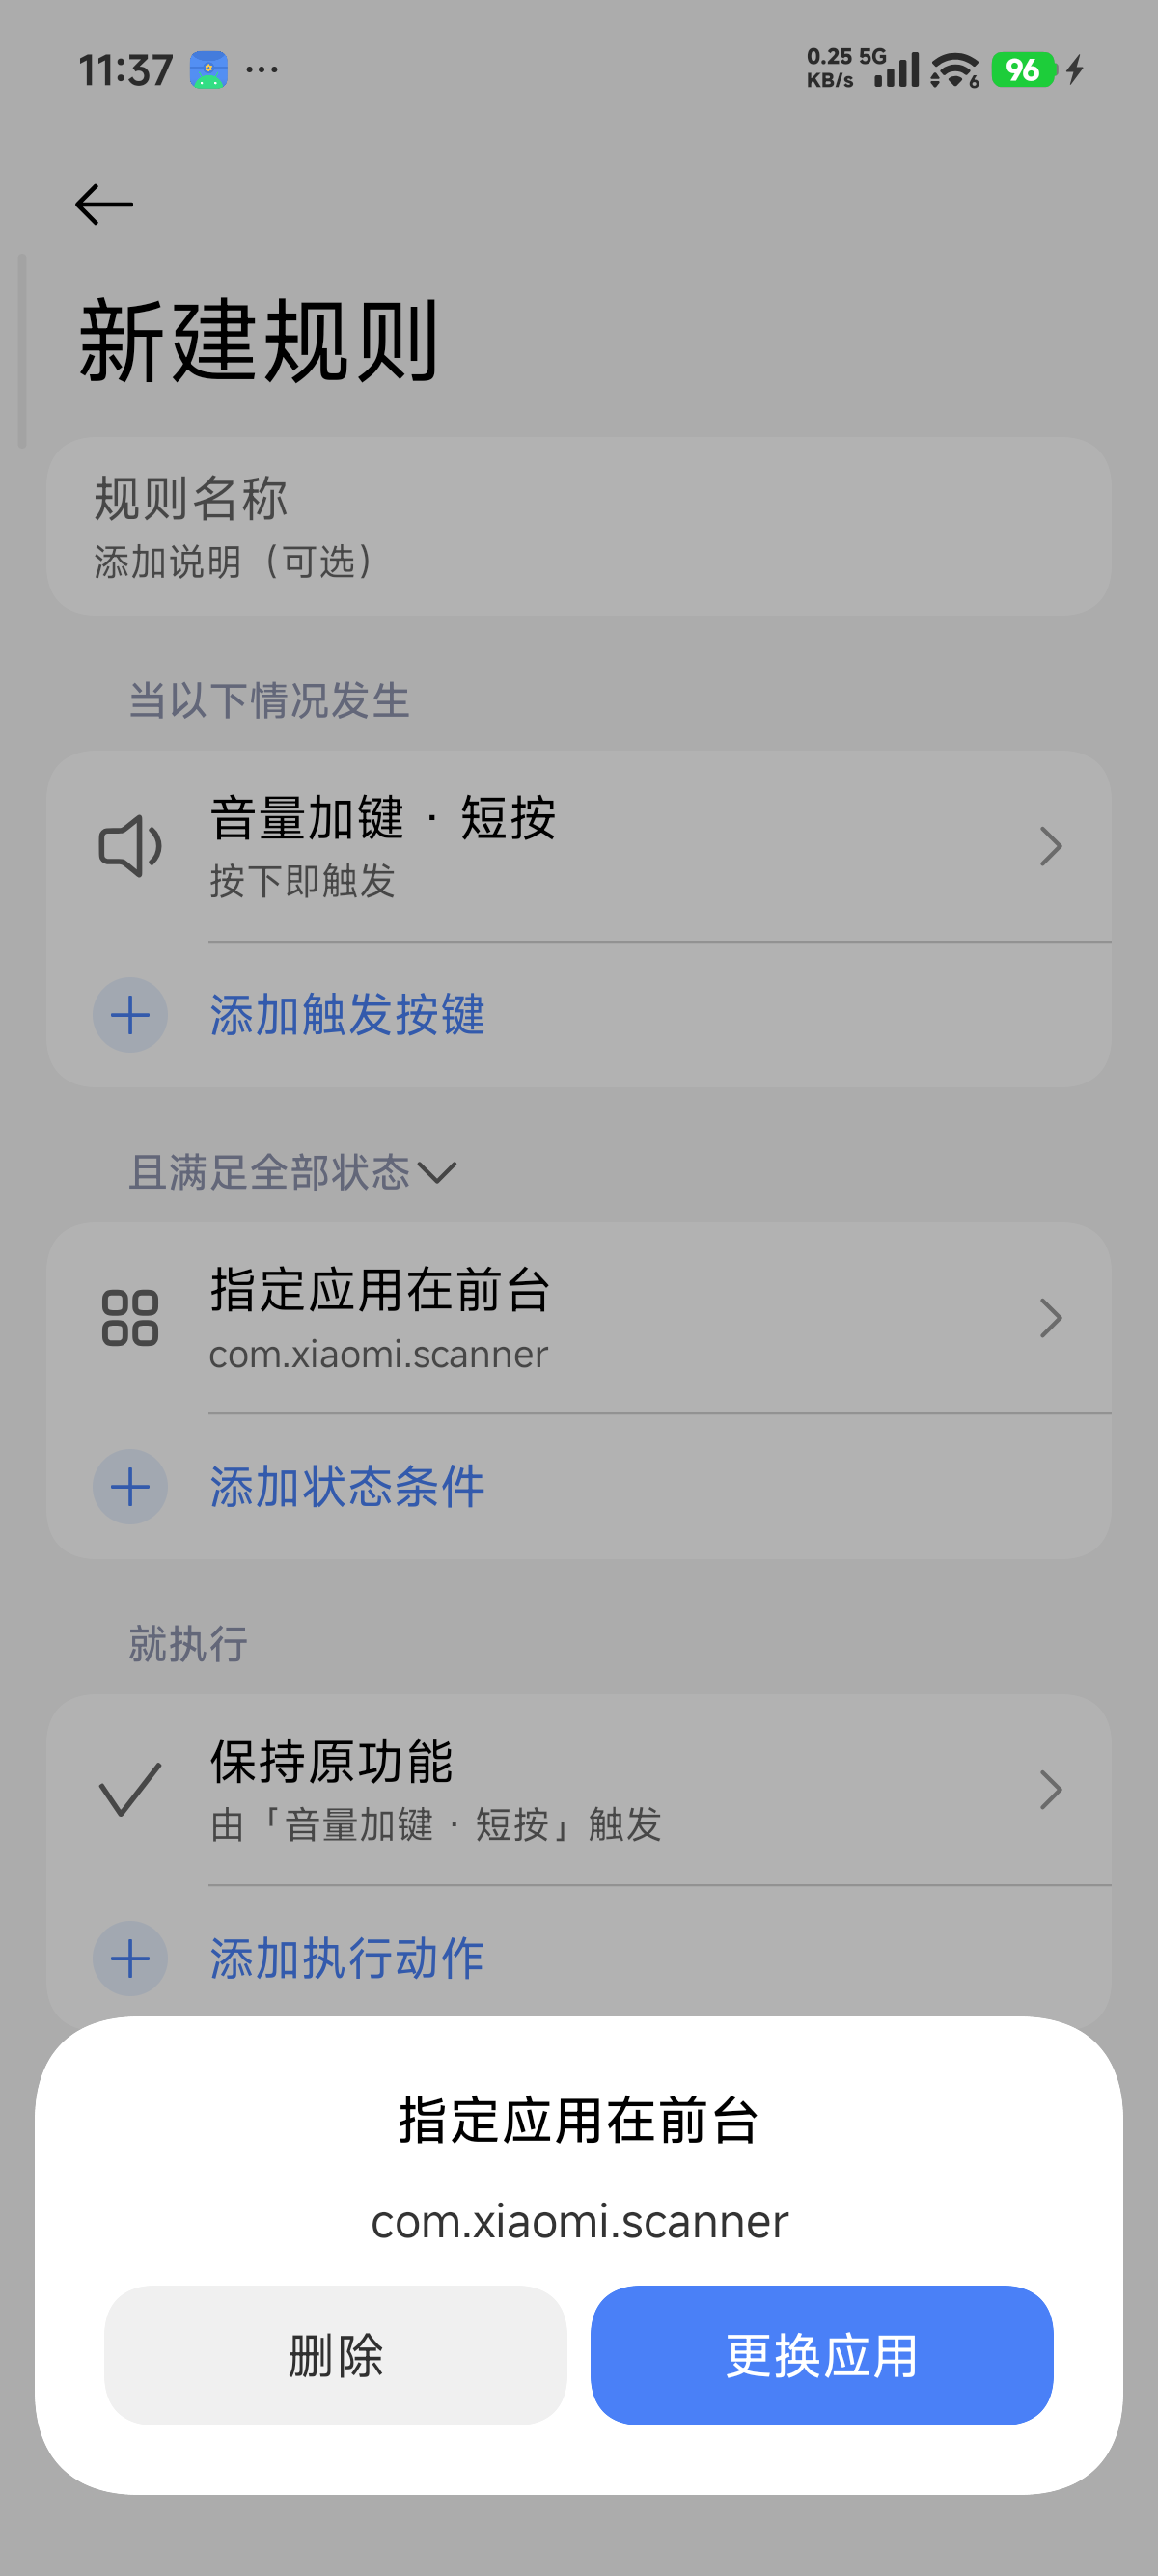 11:37 ... 0.25 5G 6 96
KB/s
新建规则
规则名称
添加说明（可选）
当以下情况发生
音量加键 · 短按
按下即触发
添加触发按键
且满足全部状态
指定应用在前台
com.xiaomi.scanner
添加状态条件
就执行
保持原功能
由「音量加键 · 短按」触发
添加执行动作
指定应用在前台
com.xiaomi.scanner
删除 更换应用